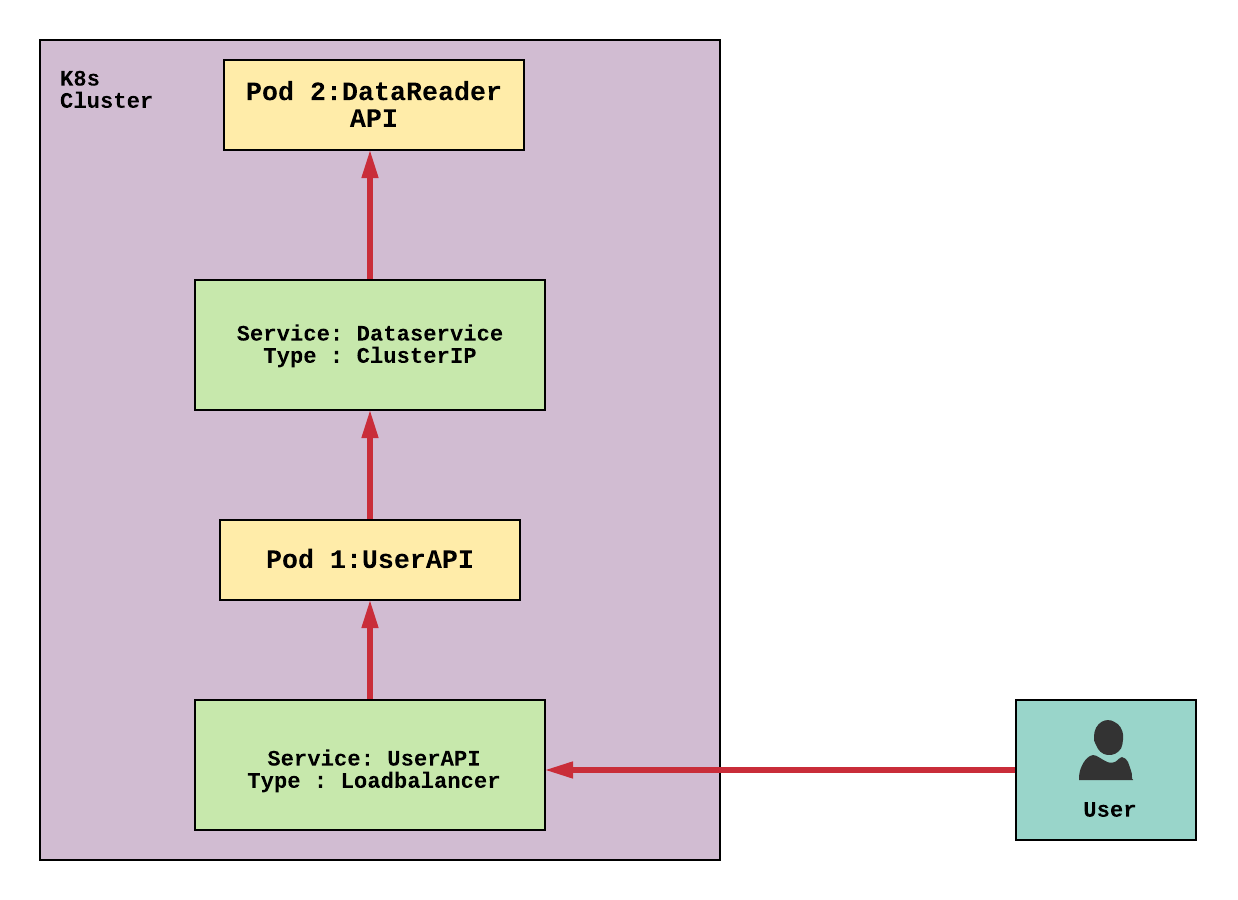 K8s
Cluster
Pod 2:DataReader
API
Service: Dataservice
Type : ClusterIP
Pod 1:UserAPI
Service: UserAPI
Type : Loadbalancer
User